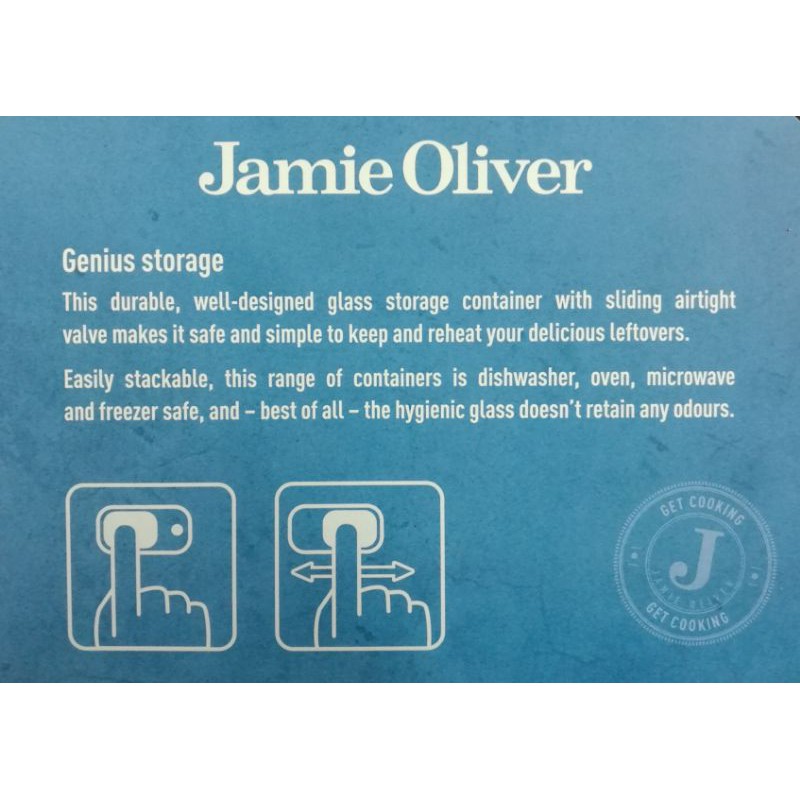 Jamie Oliver
Genius storage
This durable, well-designed glass storage container with sliding airtight
valve makes it safe and simple to keep and reheat your delicious leftovers.
Easily stackable, this range of containers is dishwasher, oven, microwave
and freezer safe, and – best of all – the hygienic glass doesn't retain any odours.
GET COOKING
J
JAMIE OLIVER
GET COOKING